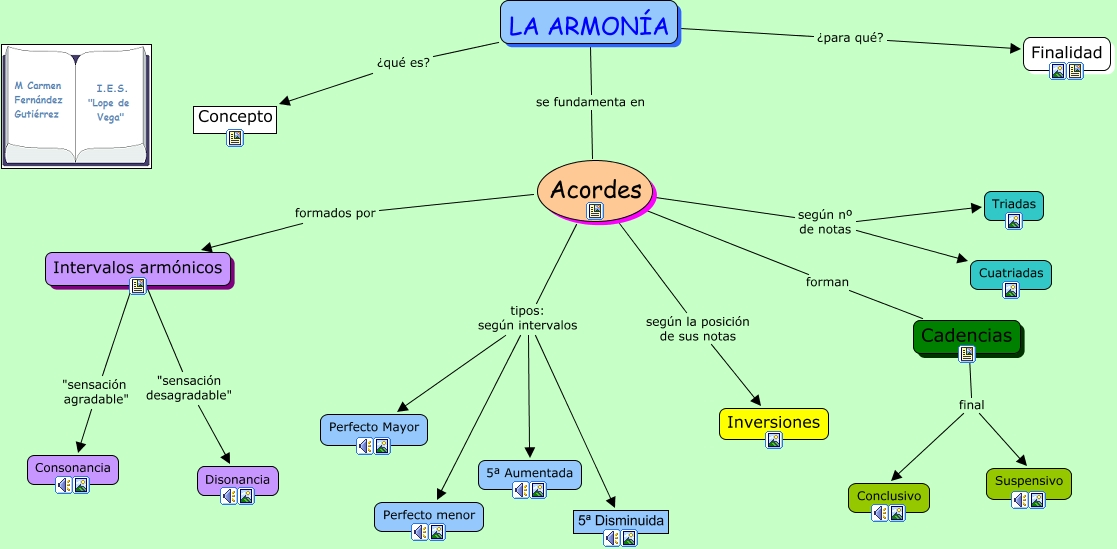 LA ARMONÍA
¿para qué?
Finalidad
¿qué es?
M Carmen
Fernández
Gutiérrez
I.E.S.
"Lope de
Vega"
Concepto
se fundamenta en
Acordes
formados por
según nº
de notas
Triadas
Cuatriadas
Intervalos armónicos
forman
tipos:
según intervalos
según la posición
de sus notas
Cadencias
"sensación
agradable"
"sensación
desagradable"
final
Perfecto Mayor
Inversiones
Consonancia
Disonancia
5ª Aumentada
Perfecto menor
5ª Disminuida
Conclusivo
Suspensivo